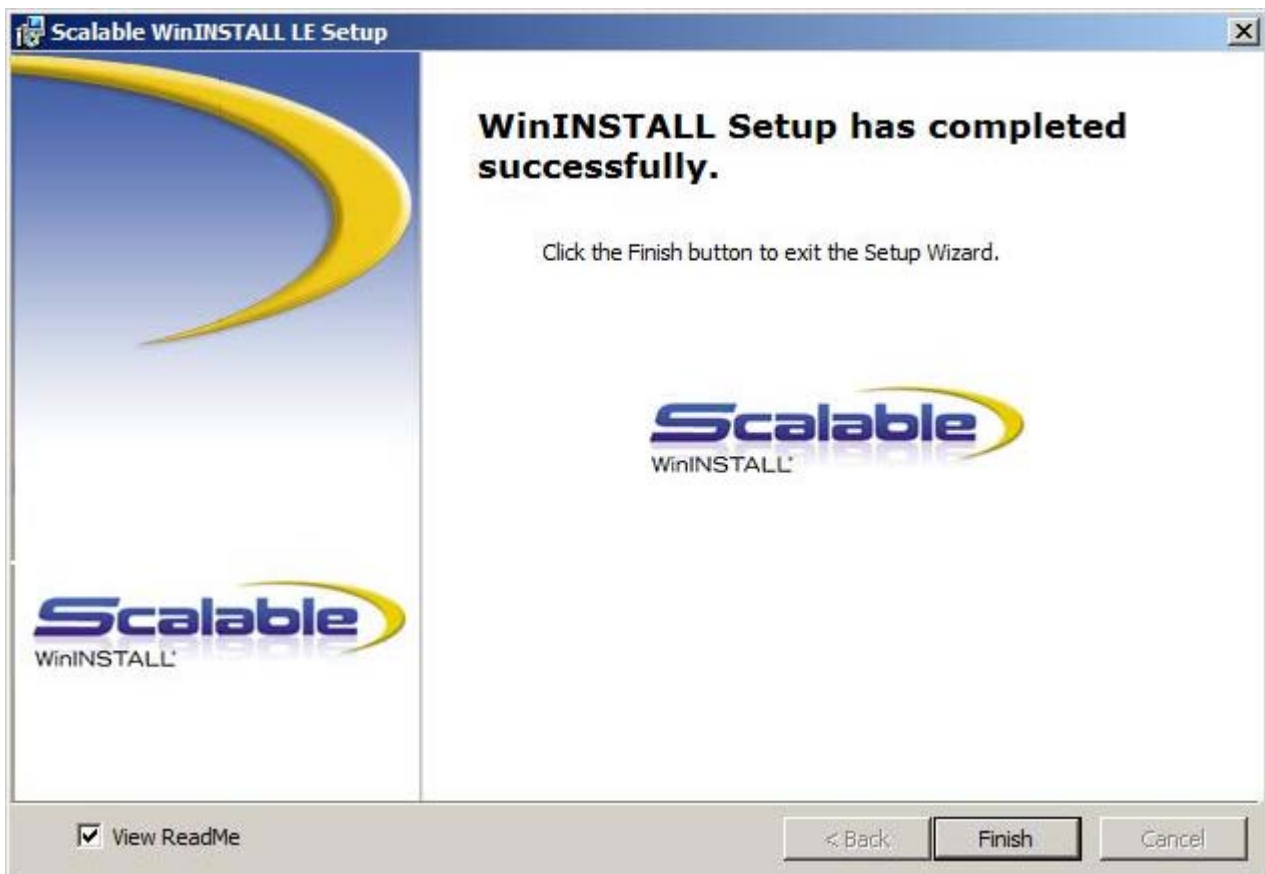 Scalable WinINSTALL LE Setup
WinINSTALL Setup has completed
successfully.
Click the Finish button to exit the Setup Wizard.
Scalable
WinINSTALL
Scalable
WinINSTALL
View ReadMe
< Back
Finish
Cancel